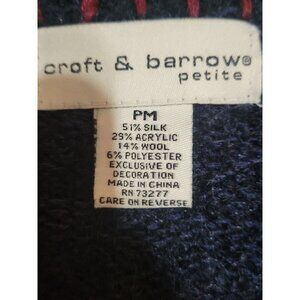 croft & barrow®
petite
PM
51% SILK
29% ACRYLIC
14% WOOL
6% POLYESTER
EXCLUSIVE OF
DECORATION
MADE IN CHINA
RN 73277
CARE ON REVERSE